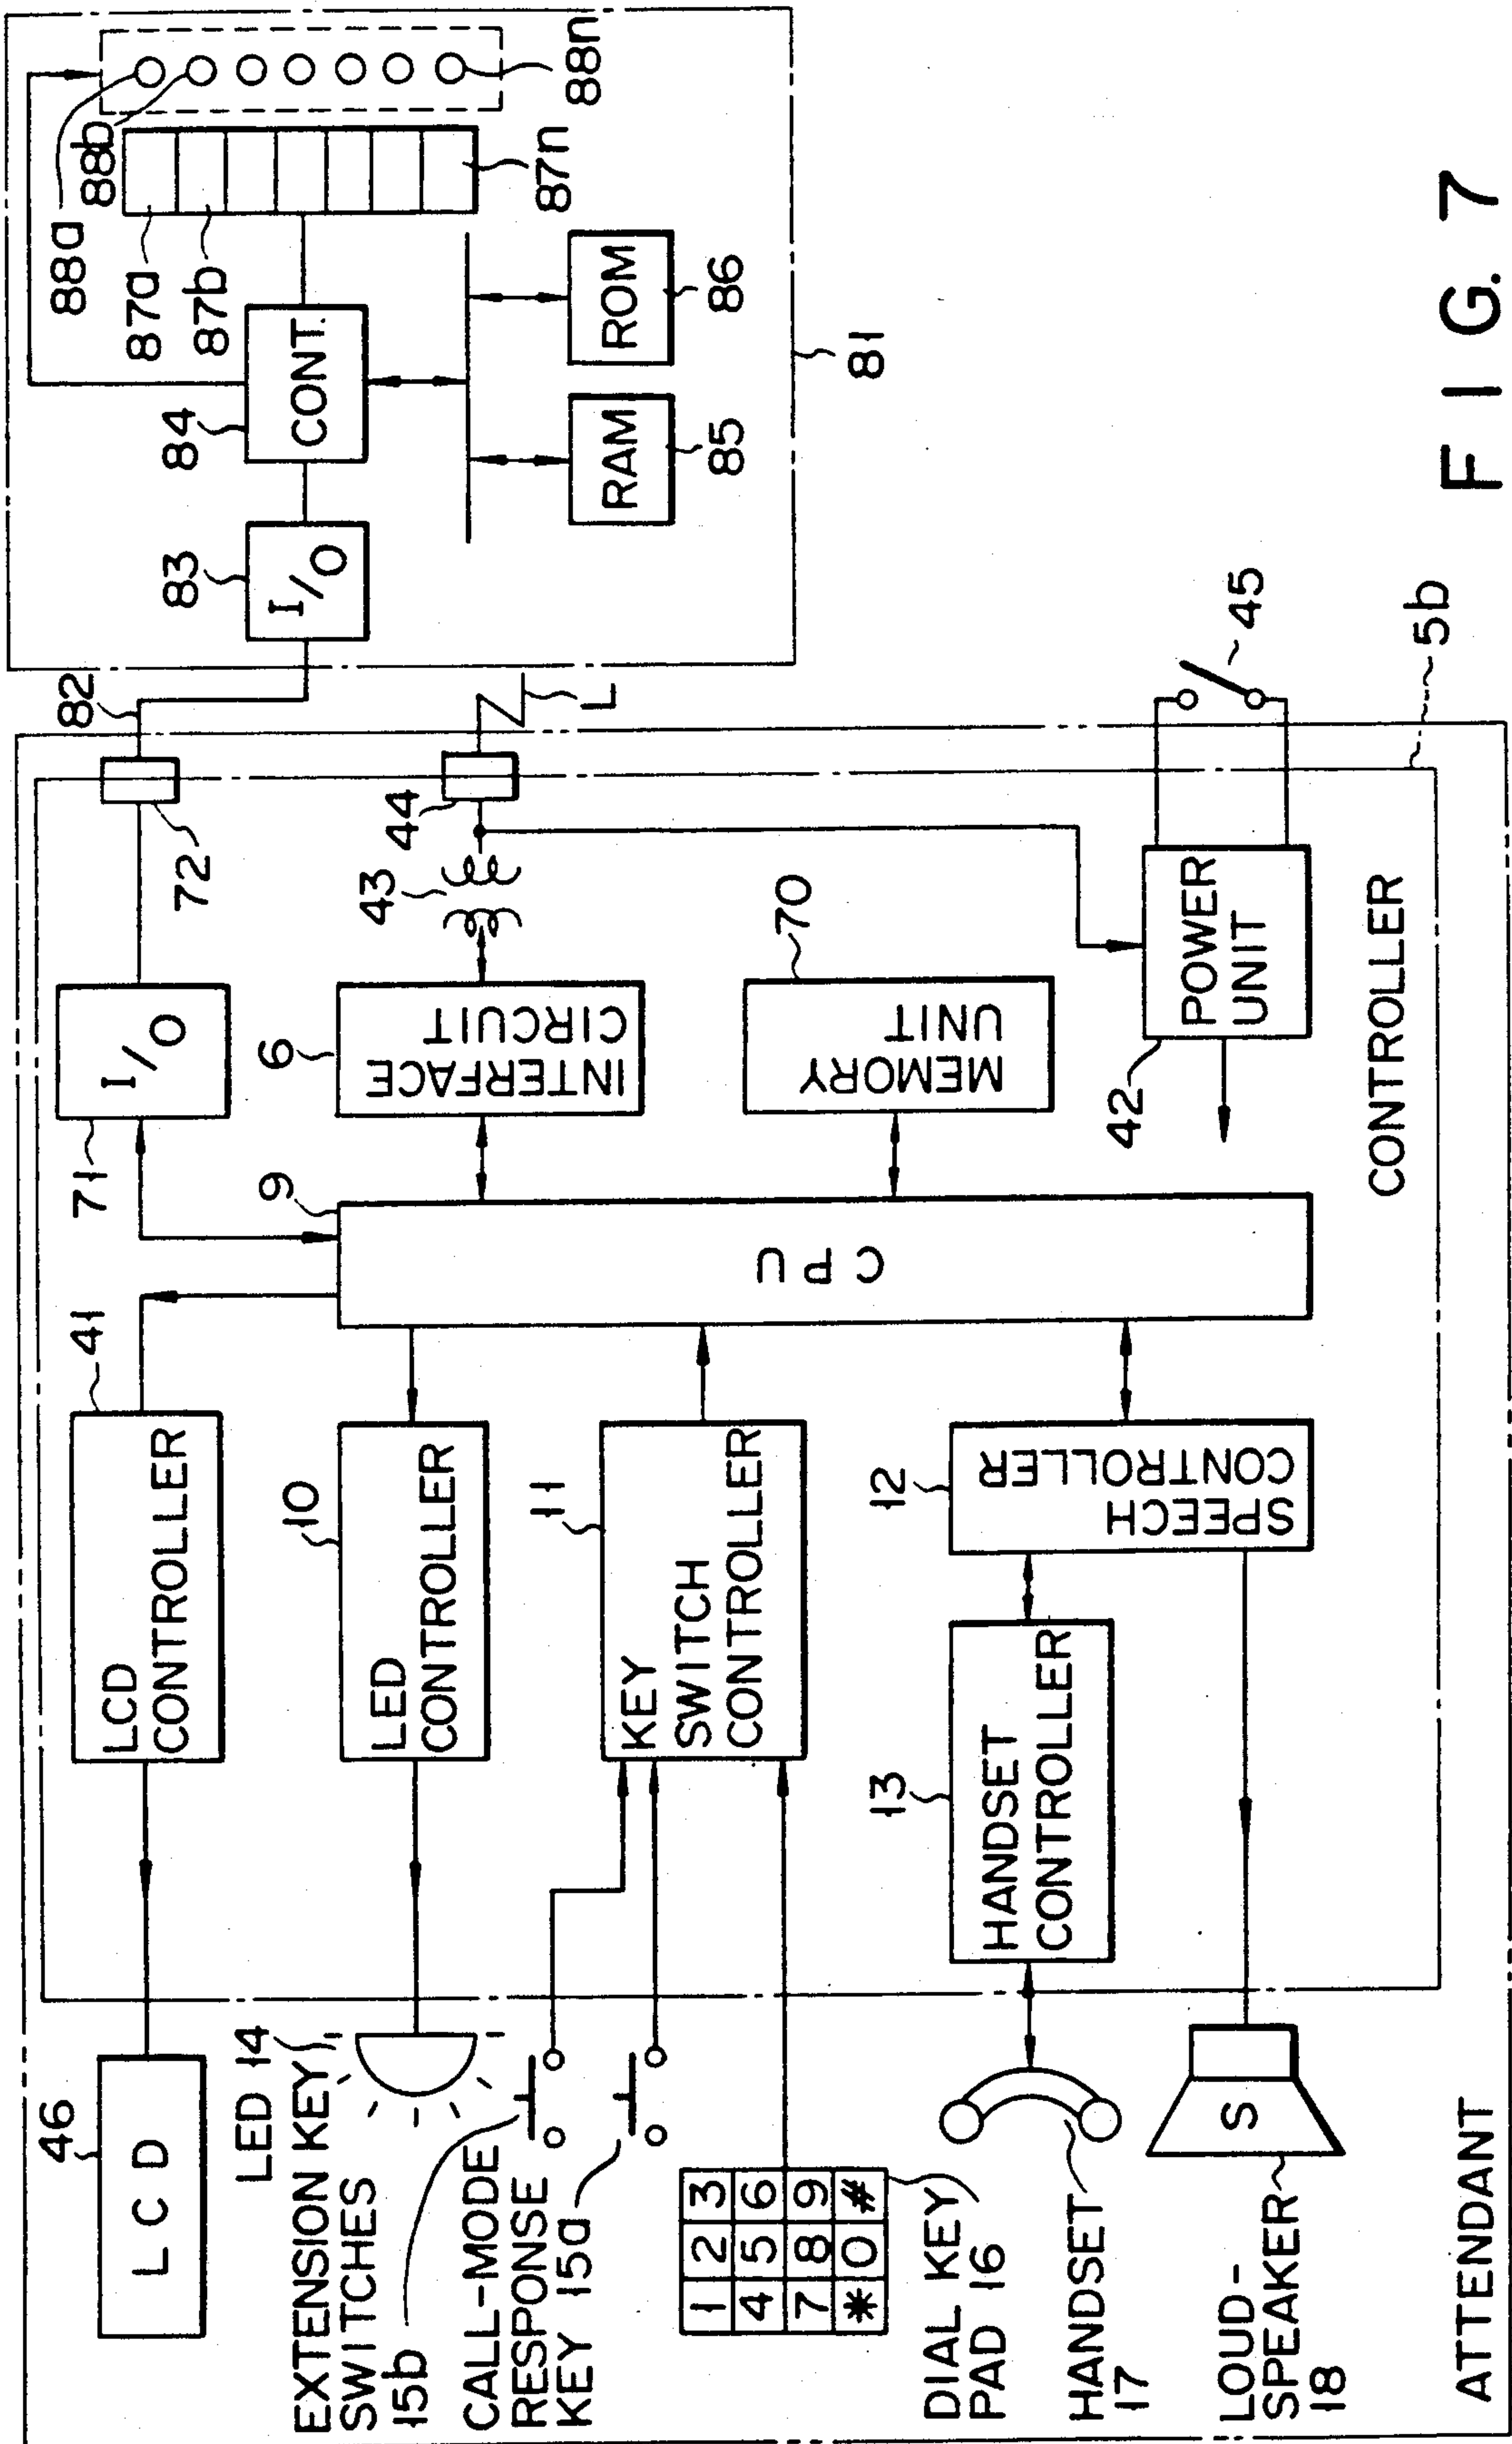 46
L C D
LED 14
EXTENSION KEY
SWITCHES
15b
CALL-MODE
RESPONSE
KEY 15a
1 2 3
4 5 6
7 8 9
* 0 #
DIAL KEY
PAD 16
HANDSET
17
S
LOUD-
SPEAKER
18
ATTENDANT
LCD
CONTROLLER
41
LED
CONTROLLER
10
KEY
SWITCH
CONTROLLER
11
HANDSET
CONTROLLER
13
SPEECH
CONTROLLER
12
CPU
9
I/O
71
72
INTERFACE
CIRCUIT
6
43
44
L
MEMORY
UNIT
70
POWER
UNIT
42
45
CONTROLLER
5b
82
I/O
83
CONT.
84
RAM
85
ROM
86
87a
87b
87n
88a
88b
88n
81
FIG. 7